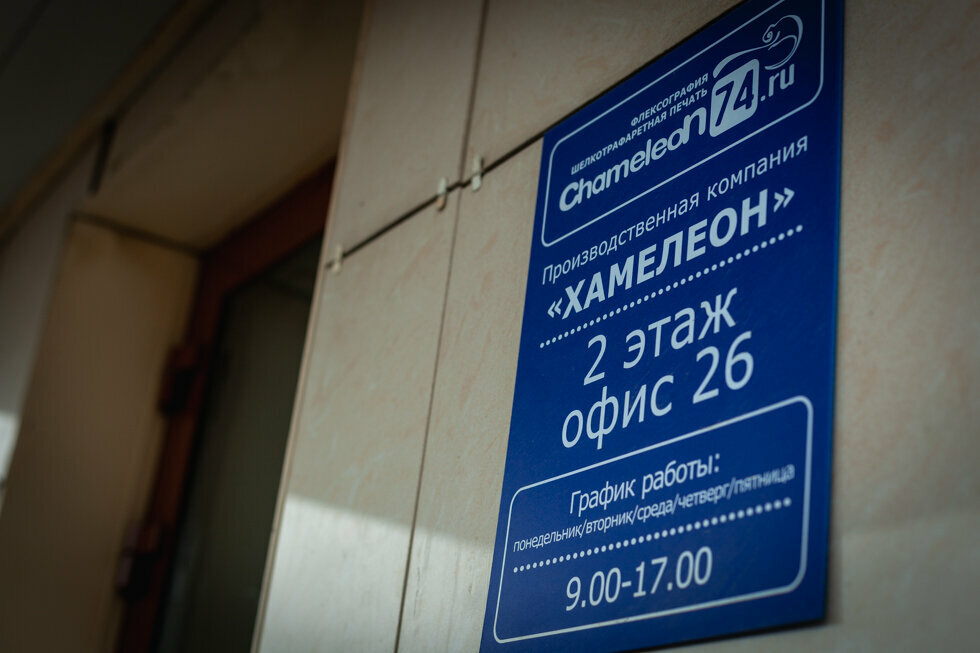 ФЛЕКСОГРАФИЯ
ШЕЛКОТРАФАРЕТНАЯ ПЕЧАТЬ
Chameleon74.ru
Производственная компания
«ХАМЕЛЕОН»
2 этаж
офис 26
График работы:
понедельник/вторник/среда/четверг/пятница
9.00-17.00